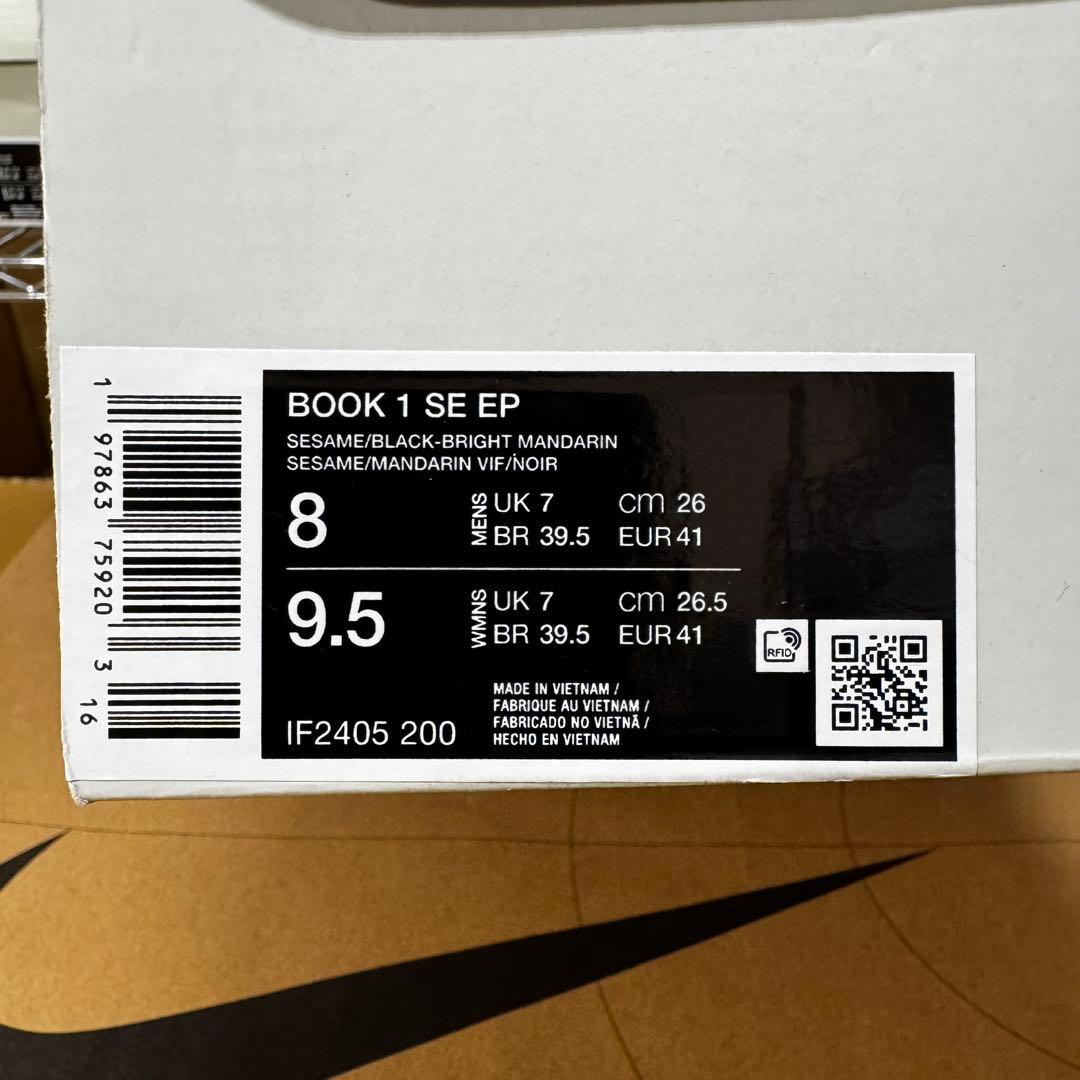 1 97863 75920 3 16
BOOK 1 SE EP
SESAME/BLACK-BRIGHT MANDARIN
SESAME/MANDARIN VIF/NOIR
8
MENS
UK 7 cm 26
BR 39.5 EUR 41
9.5
WMNS
UK 7 cm 26.5
BR 39.5 EUR 41
RFID
MADE IN VIETNAM /
FABRIQUE AU VIETNAM /
FABRICADO NO VIETNÃ /
HECHO EN VIETNAM
IF2405 200